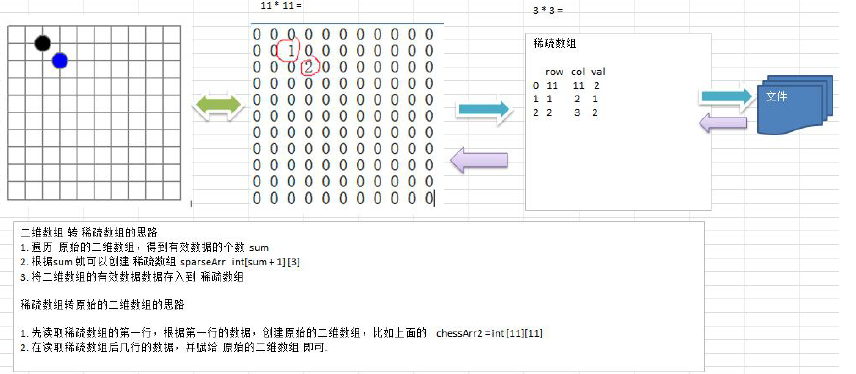 11 * 11 =
3 * 3 =
0 0 0 0 0 0 0 0 0 0 0
0 0 1 0 0 0 0 0 0 0 0
0 0 0 2 0 0 0 0 0 0 0
0 0 0 0 0 0 0 0 0 0 0
0 0 0 0 0 0 0 0 0 0 0
0 0 0 0 0 0 0 0 0 0 0
0 0 0 0 0 0 0 0 0 0 0
0 0 0 0 0 0 0 0 0 0 0
0 0 0 0 0 0 0 0 0 0 0
0 0 0 0 0 0 0 0 0 0 0
0 0 0 0 0 0 0 0 0 0 0
稀疏数组
row col val
0 11 11 2
1 1 2 1
2 2 3 2
文件
二维数组 转 稀疏数组的思路
1. 遍历 原始的二维数组，得到有效数据的个数 sum
2. 根据sum 就可以创建 稀疏数组 sparseArr int[sum + 1] [3]
3. 将二维数组的有效数据数据存入到 稀疏数组
稀疏数组转原始的二维数组的思路
1. 先读取稀疏数组的第一行，根据第一行的数据，创建原始的二维数组，比如上面的 chessArr2 = int [11][11]
2. 在读取稀疏数组后几行的数据，并赋给 原始的二维数组 即可.